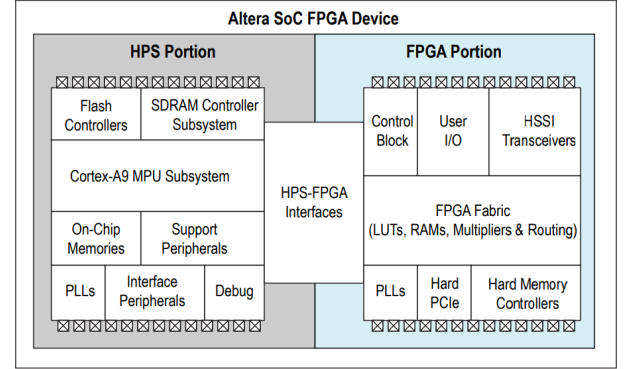 Altera SoC FPGA Device
HPS Portion
FPGA Portion
Flash
Controllers
SDRAM Controller
Subsystem
Cortex-A9 MPU Subsystem
On-Chip
Memories
Support
Peripherals
PLLs
Interface
Peripherals
Debug
HPS-FPGA
Interfaces
Control
Block
User
I/O
HSSI
Transceivers
FPGA Fabric
(LUTs, RAMs, Multipliers & Routing)
PLLs
Hard
PCIe
Hard Memory
Controllers